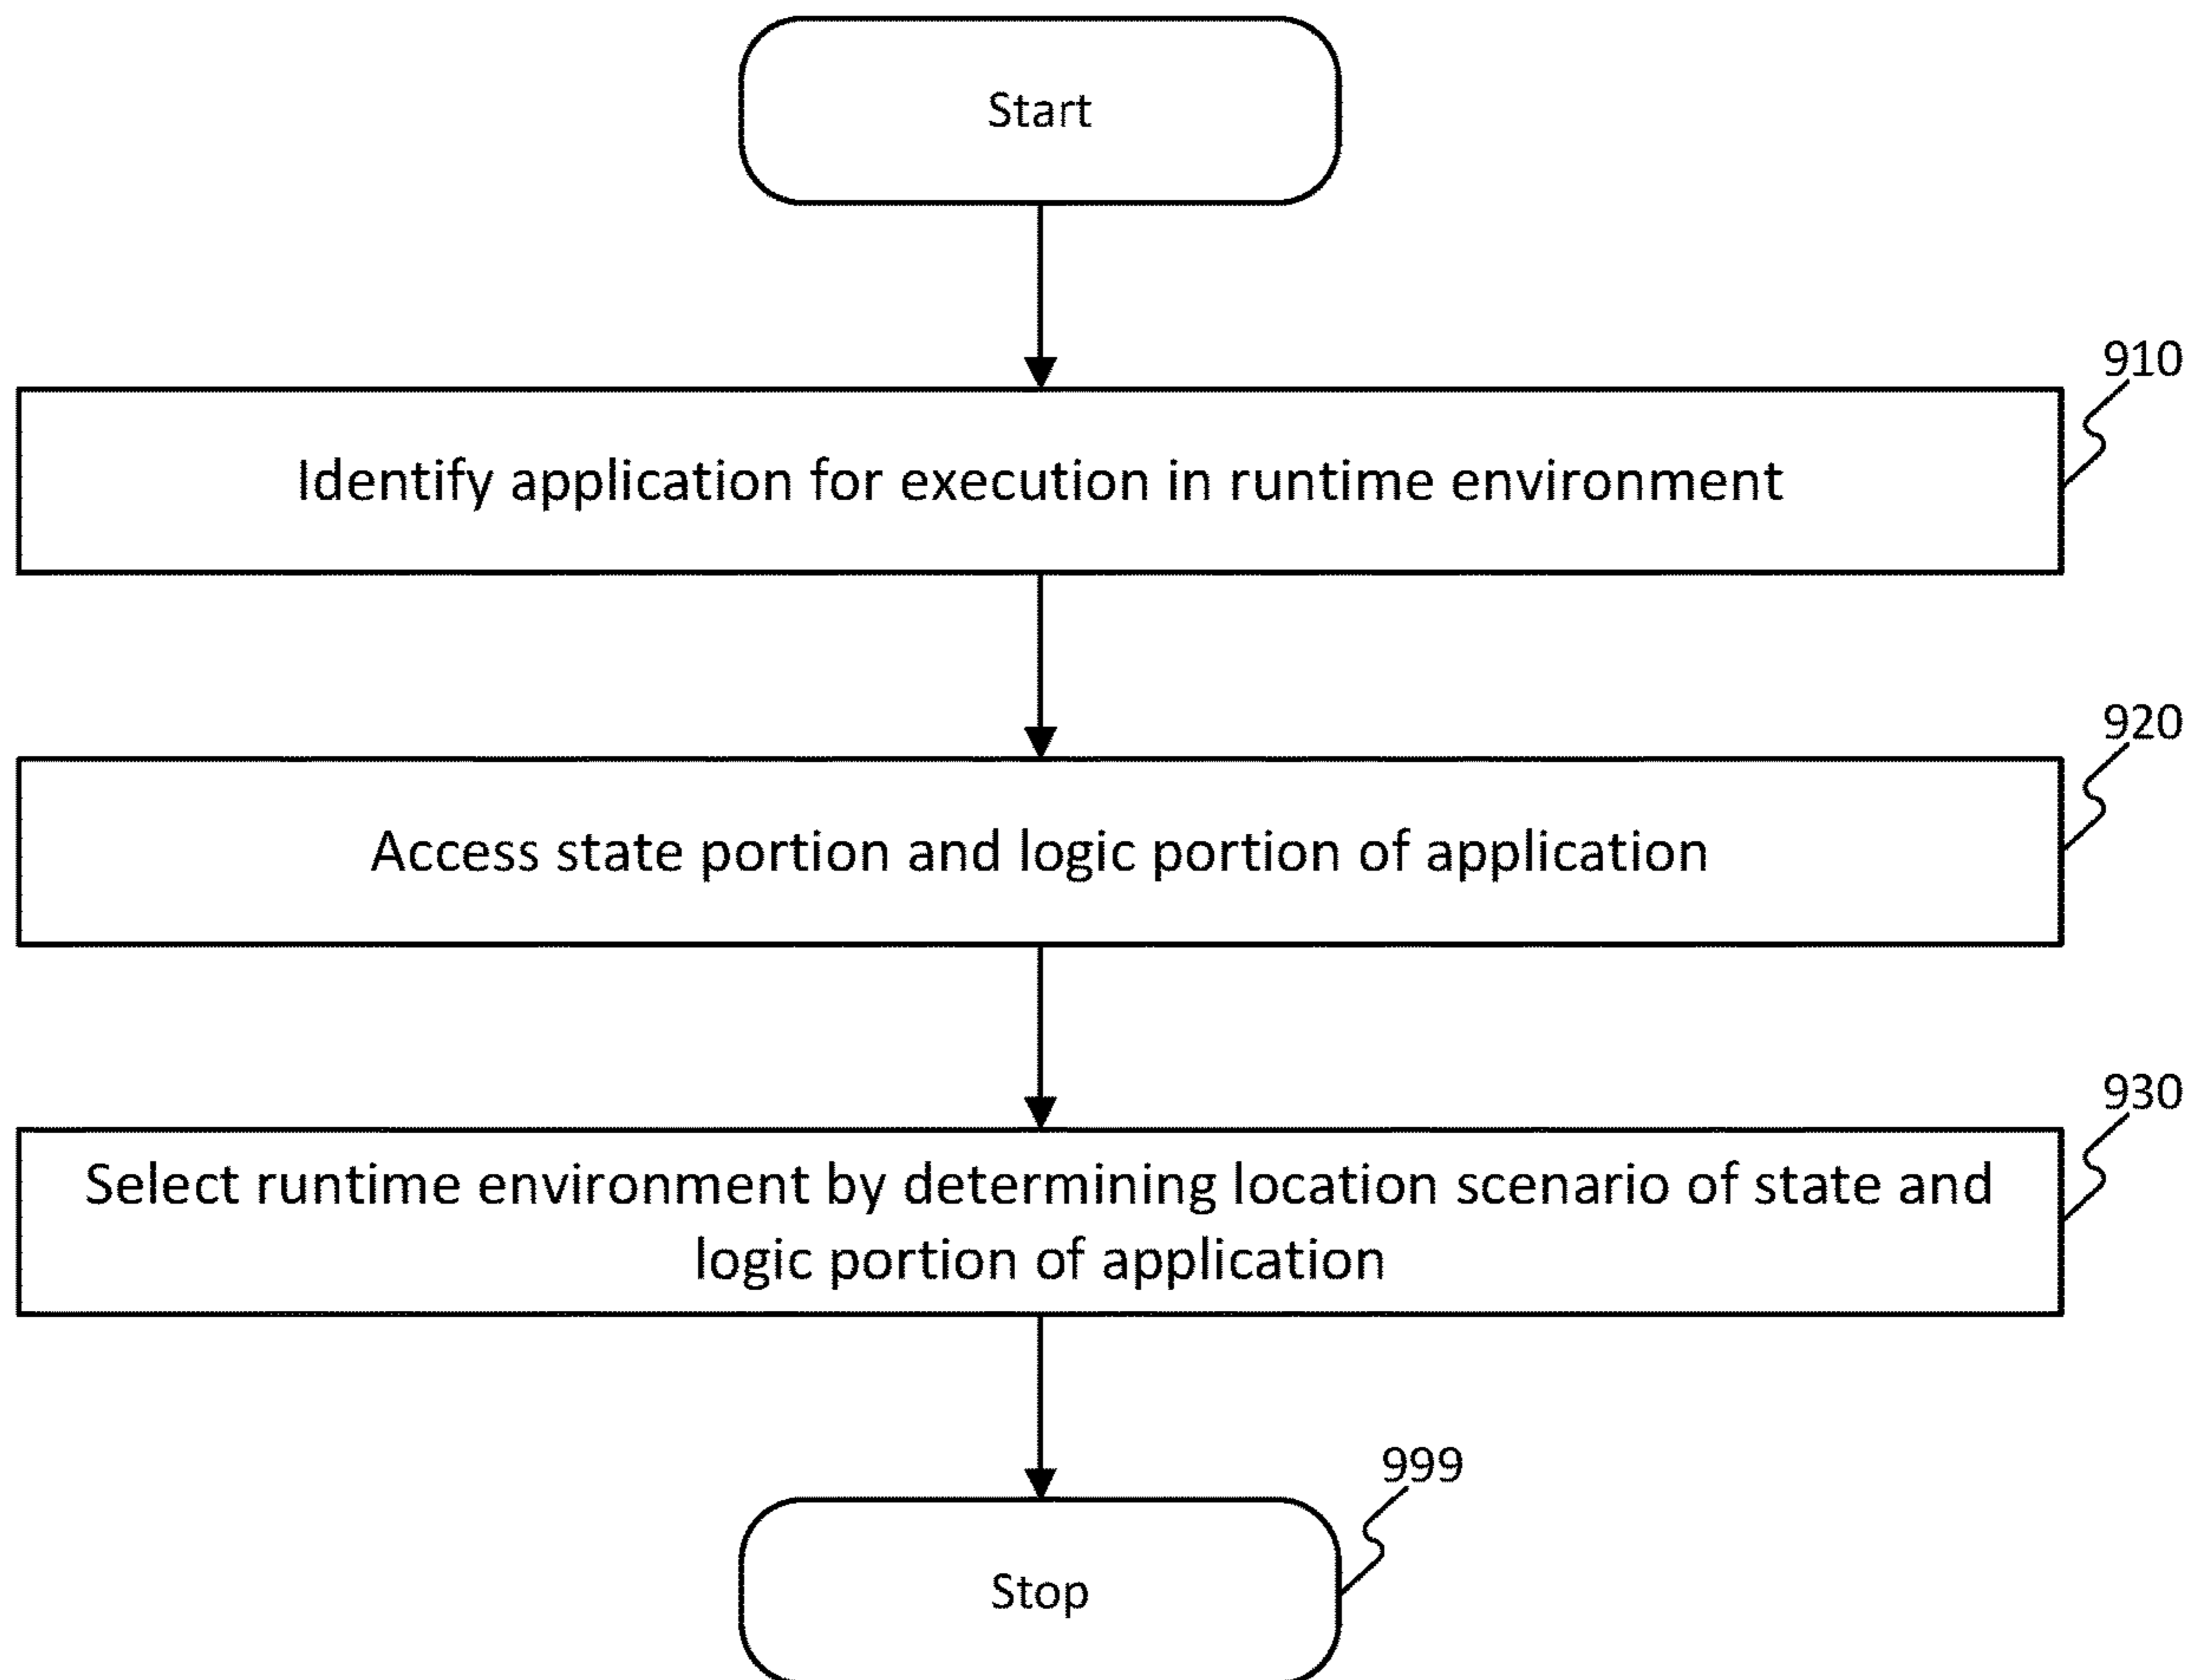 Start
910
Identify application for execution in runtime environment
920
Access state portion and logic portion of application
930
Select runtime environment by determining location scenario of state and
logic portion of application
999
Stop